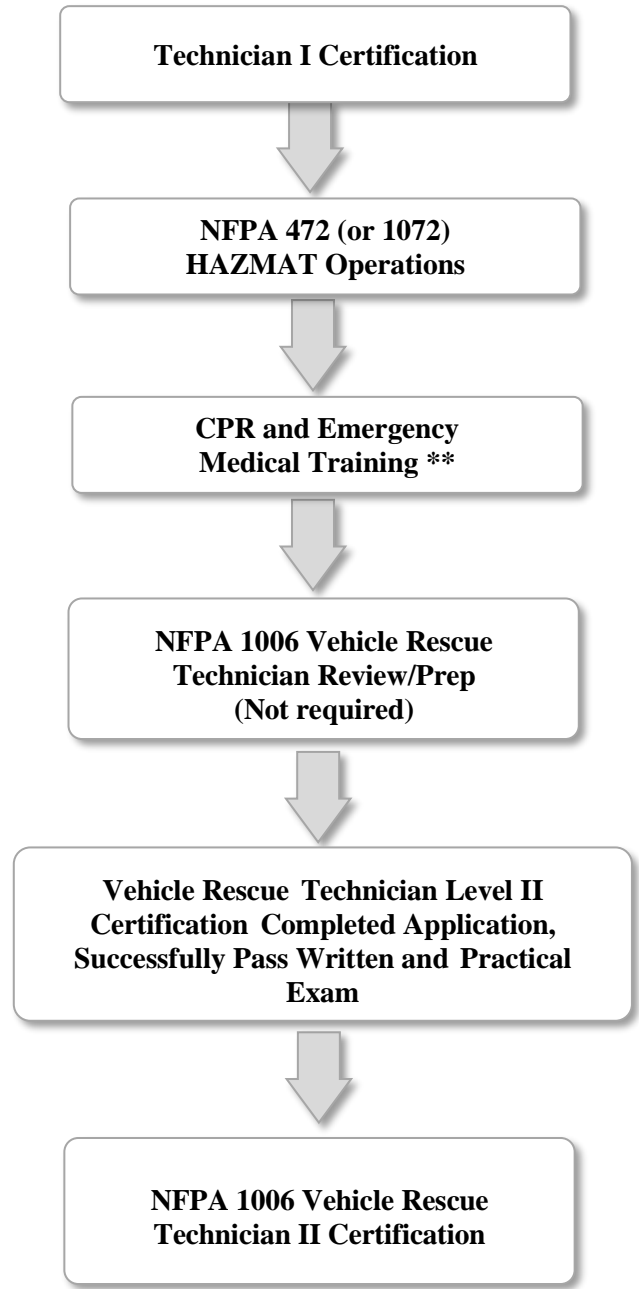 Technician I Certification
NFPA 472 (or 1072)
HAZMAT Operations
CPR and Emergency
Medical Training **
NFPA 1006 Vehicle Rescue
Technician Review/Prep
(Not required)
Vehicle Rescue Technician Level II
Certification Completed Application,
Successfully Pass Written and Practical
Exam
NFPA 1006 Vehicle Rescue
Technician II Certification